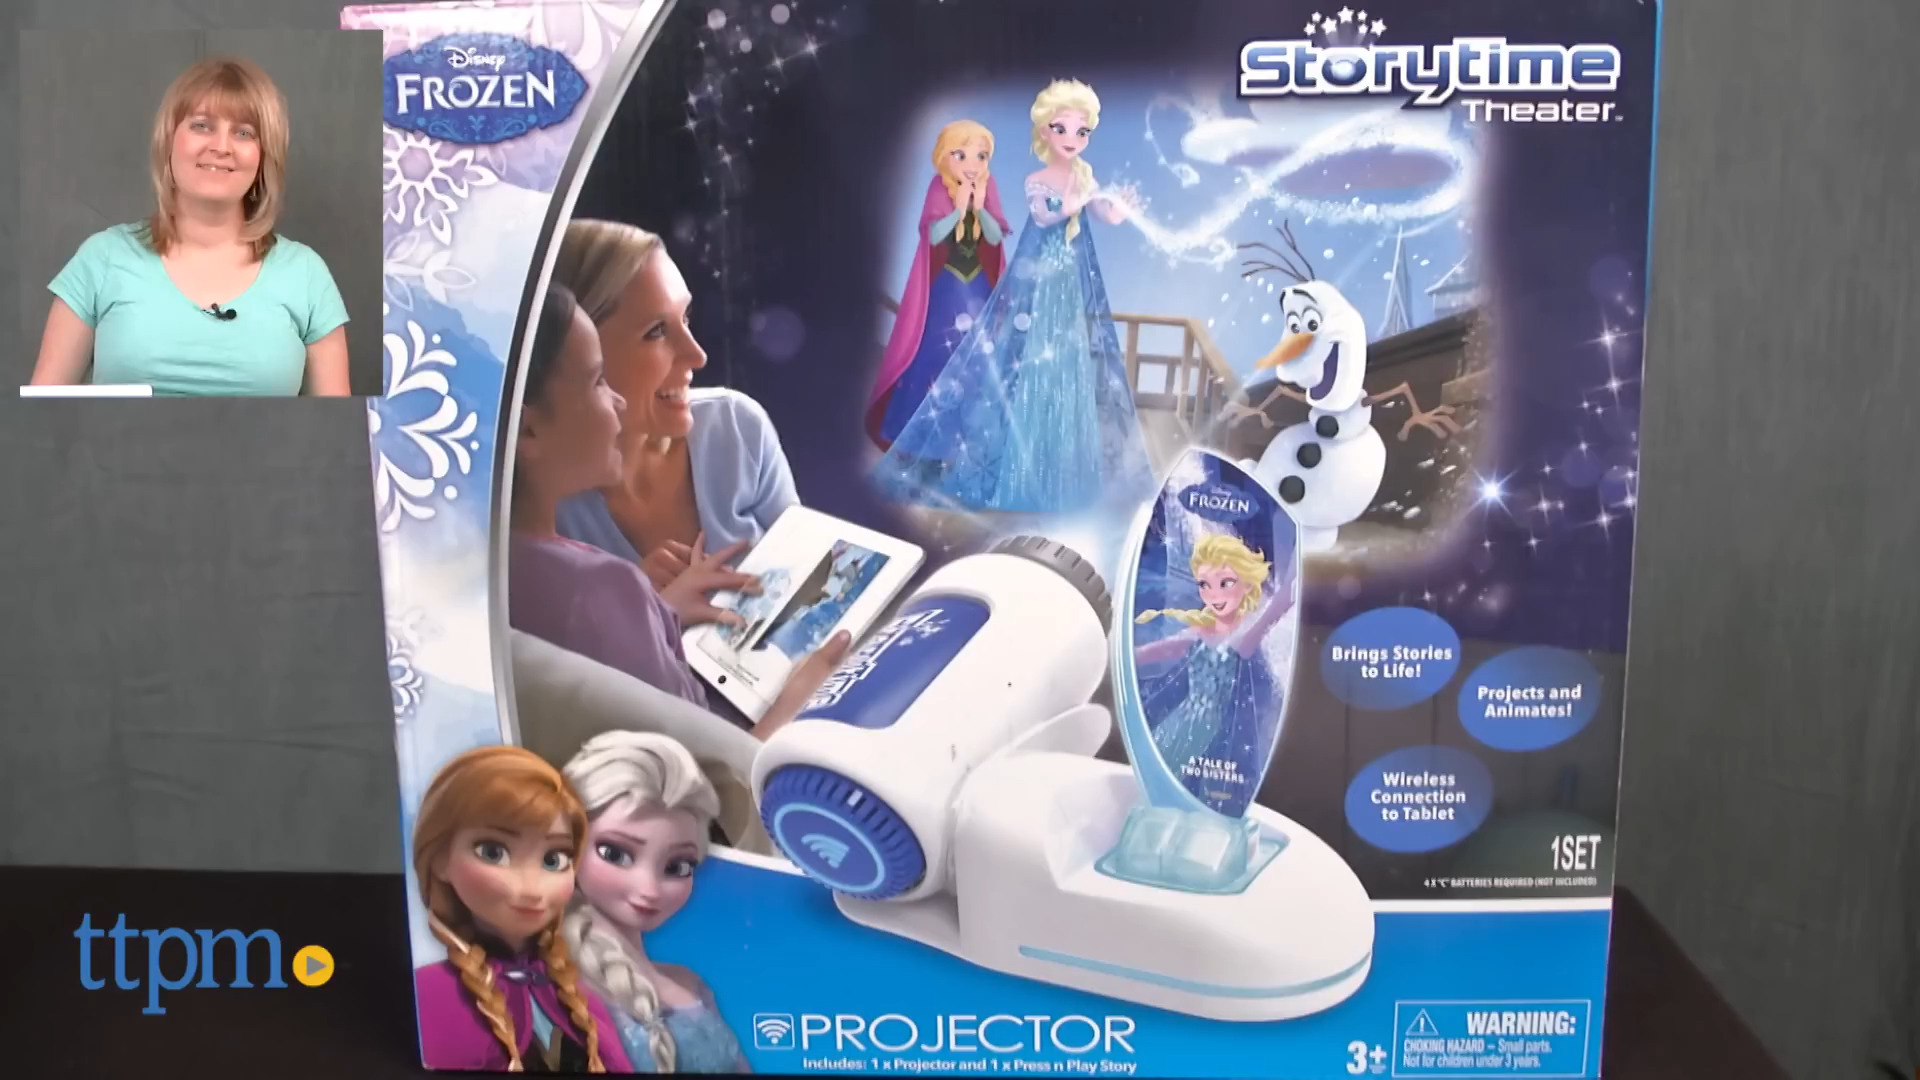 Disney
FROZEN
Storytime
Theater™
Disney
FROZEN
A TALE OF
TWO SISTERS
Brings Stories
to Life!
Projects and
Animates!
Wireless
Connection
to Tablet
1SET
4 X "C" BATTERIES REQUIRED (NOT INCLUDED)
ttpm
PROJECTOR
Includes: 1 x Projector and 1 x Press n Play Story
3+
WARNING:
CHOKING HAZARD – Small parts.
Not for children under 3 years.